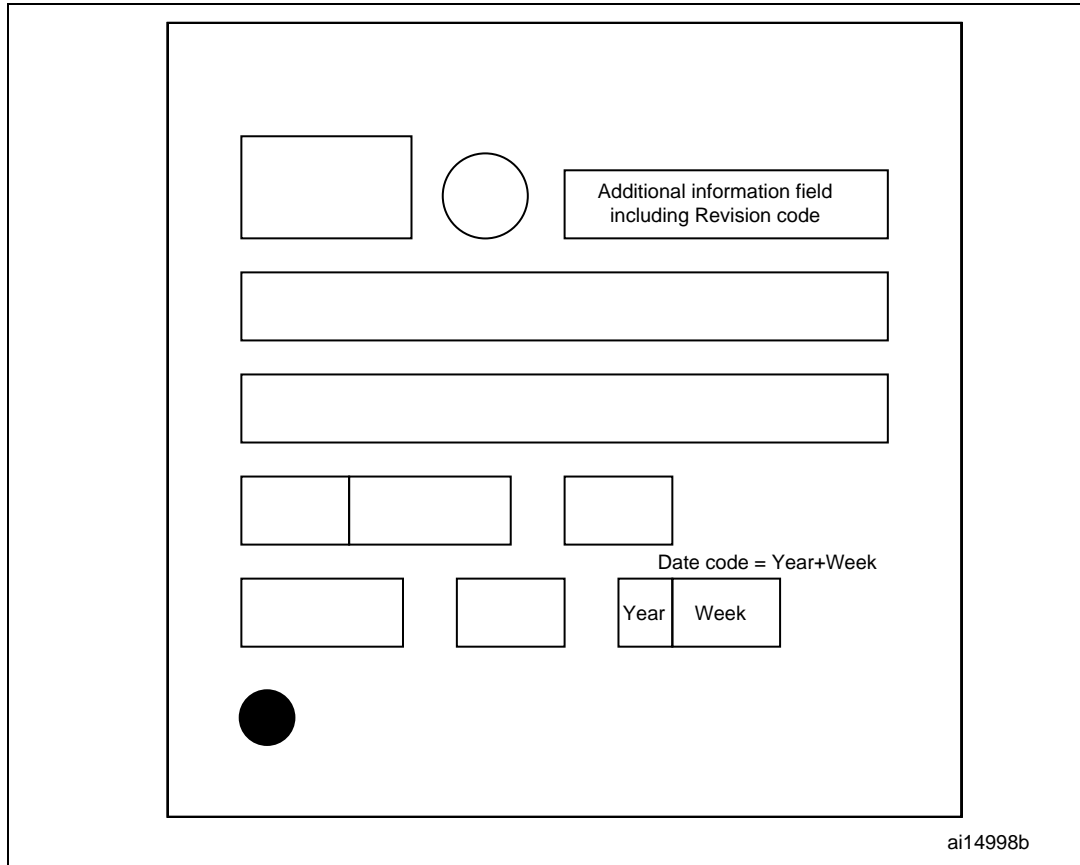 Additional information field
including Revision code
Date code = Year+Week
Year
Week
ai14998b